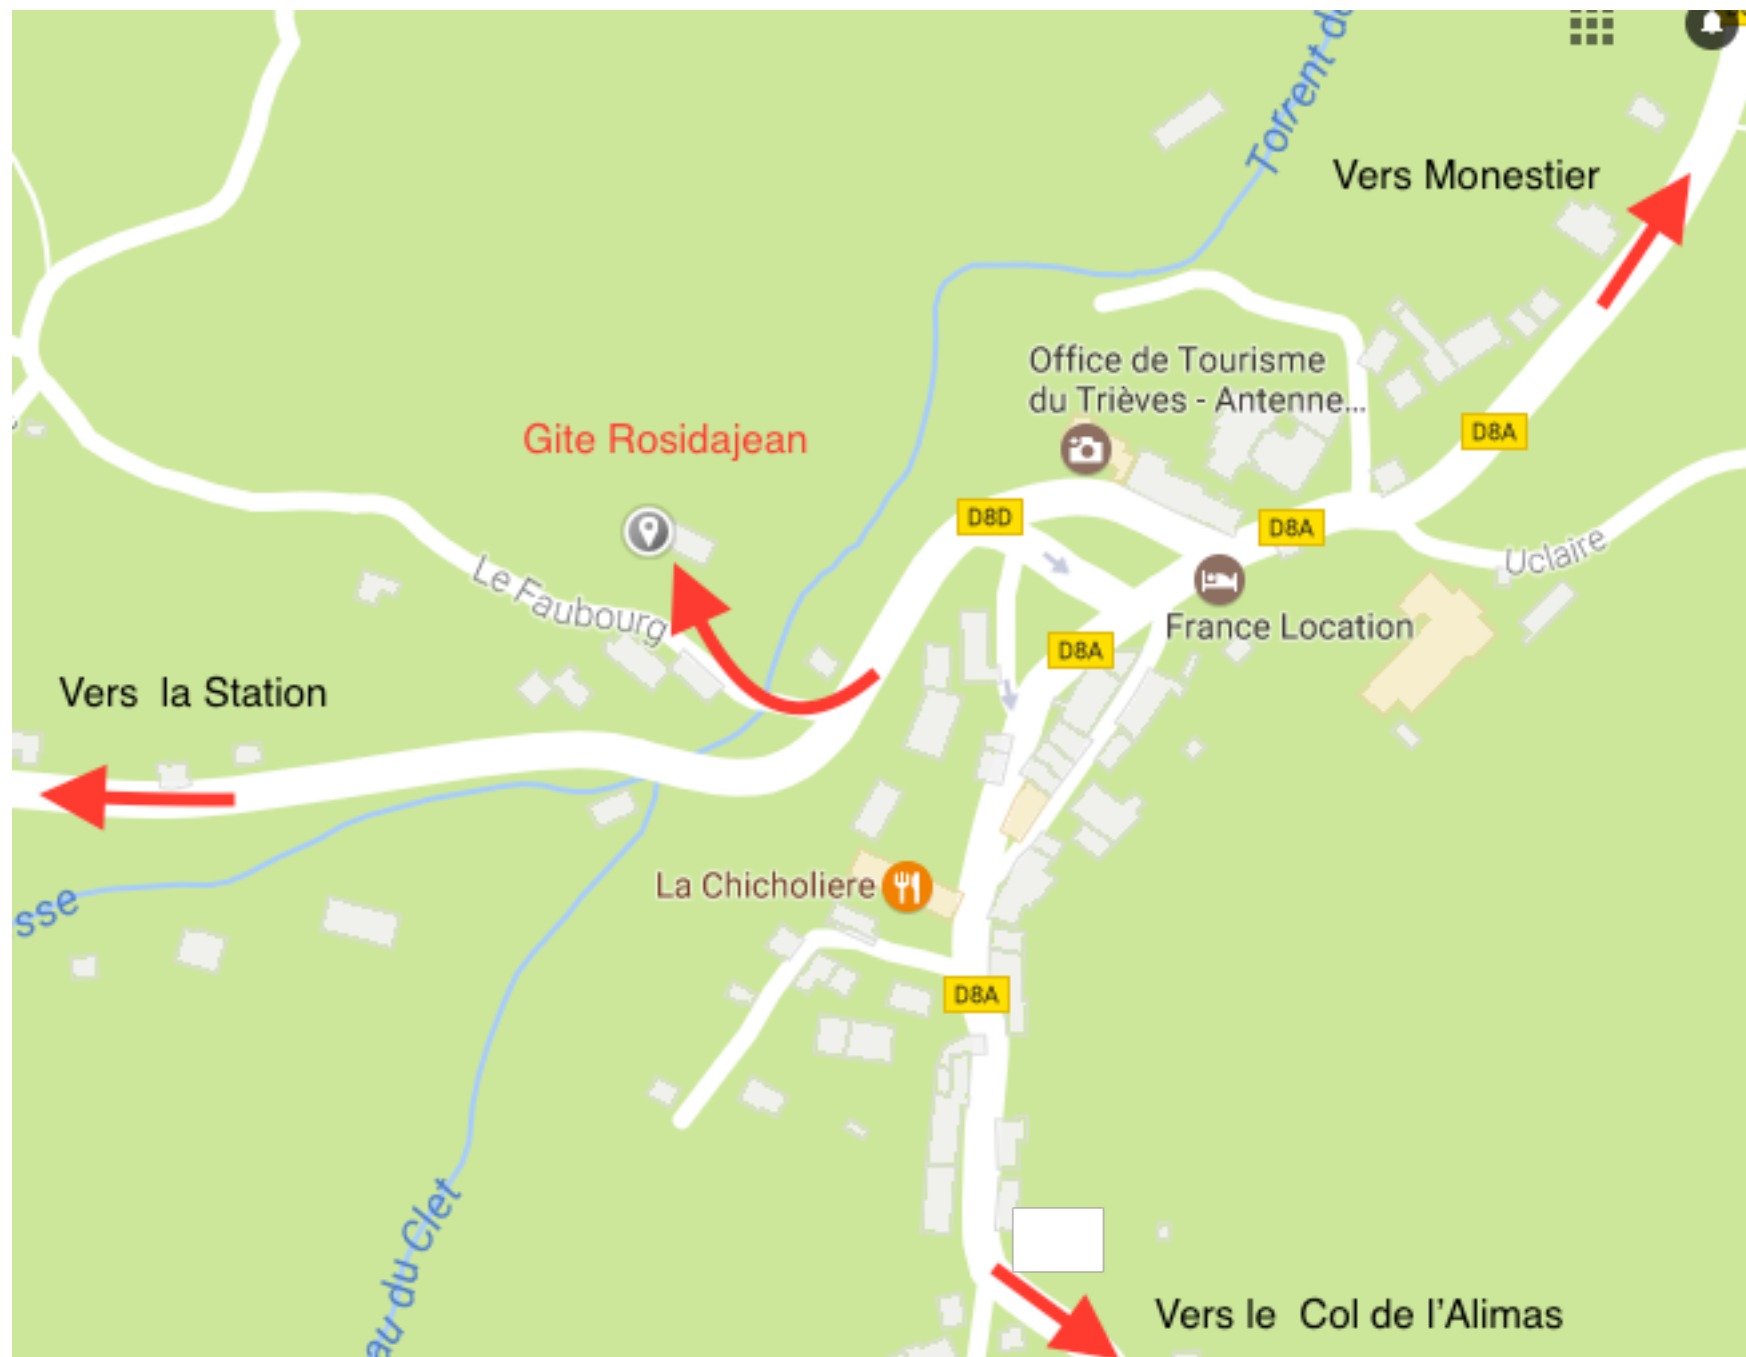 Torrent de
Vers Monestier
Office de Tourisme
du Trièves - Antenne...
D8A
Gite Rosidajean
D8D
D8A
Uclaire
Le Faubourg
France Location
D8A
Vers  la Station
La Chicholiere
sse
D8A
au du Clet
Vers le  Col de l'Alimas